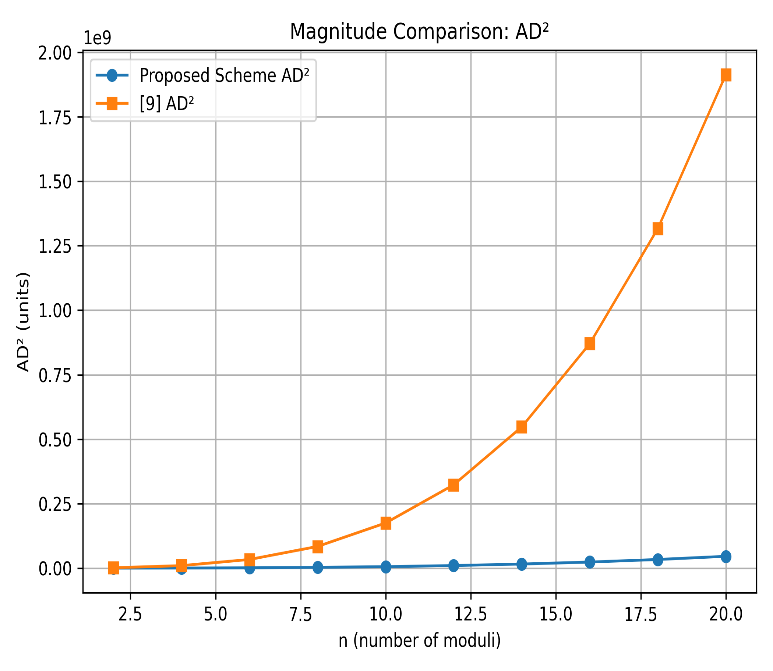 Magnitude Comparison: AD²
1e9
2.00
1.75
1.50
1.25
1.00
0.75
0.50
0.25
0.00
AD² (units)
Proposed Scheme AD²
[9] AD²
2.5 5.0 7.5 10.0 12.5 15.0 17.5 20.0
n (number of moduli)